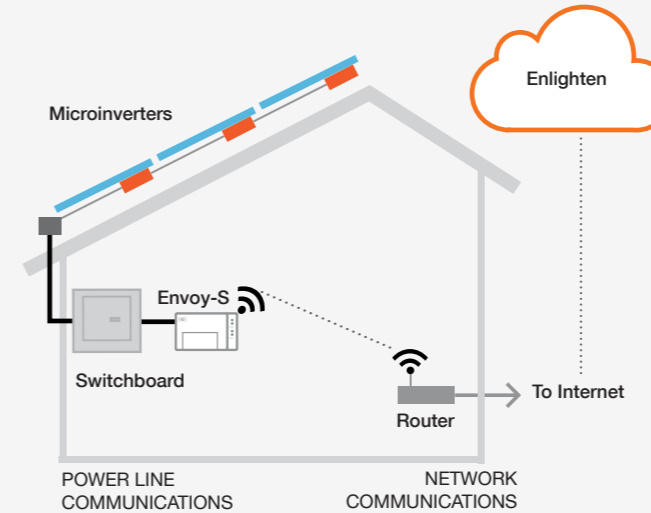 Enlighten
Microinverters
Envoy-S
Switchboard
To Internet
Router
POWER LINE
COMMUNICATIONS
NETWORK
COMMUNICATIONS